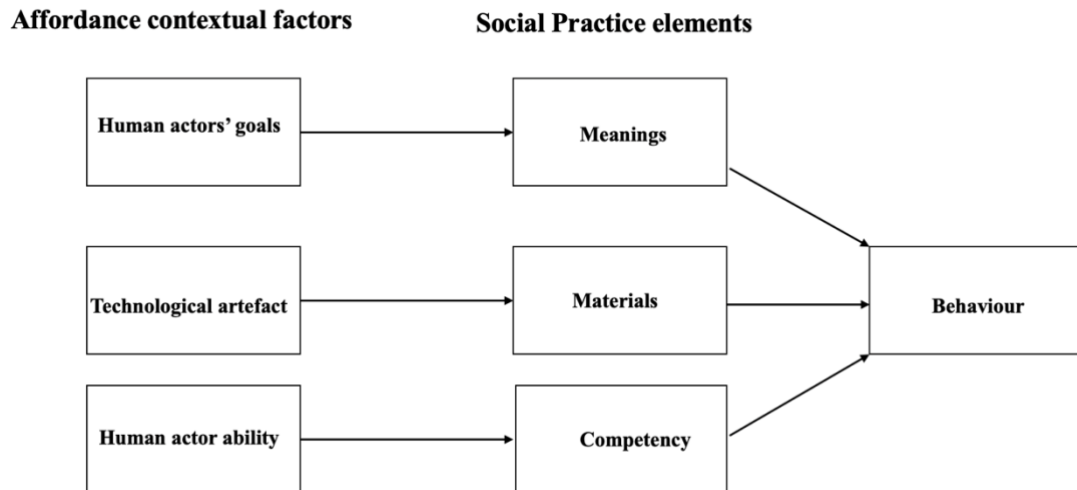 Affordance contextual factors
Social Practice elements
Human actors’ goals
Meanings
Technological artefact
Materials
Behaviour
Human actor ability
Competency